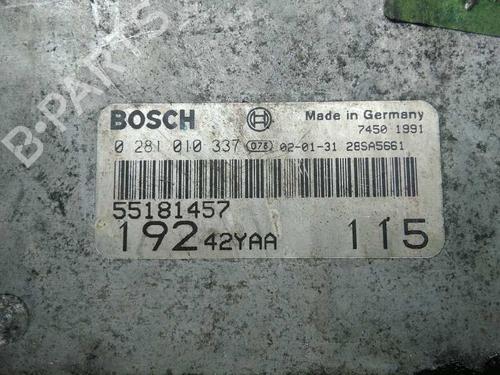 B-PARTS
BOSCH Made in Germany
7450 1991
0 281 010 337 078 02-01-31 28SA5661
55181457
192 42YAA 115